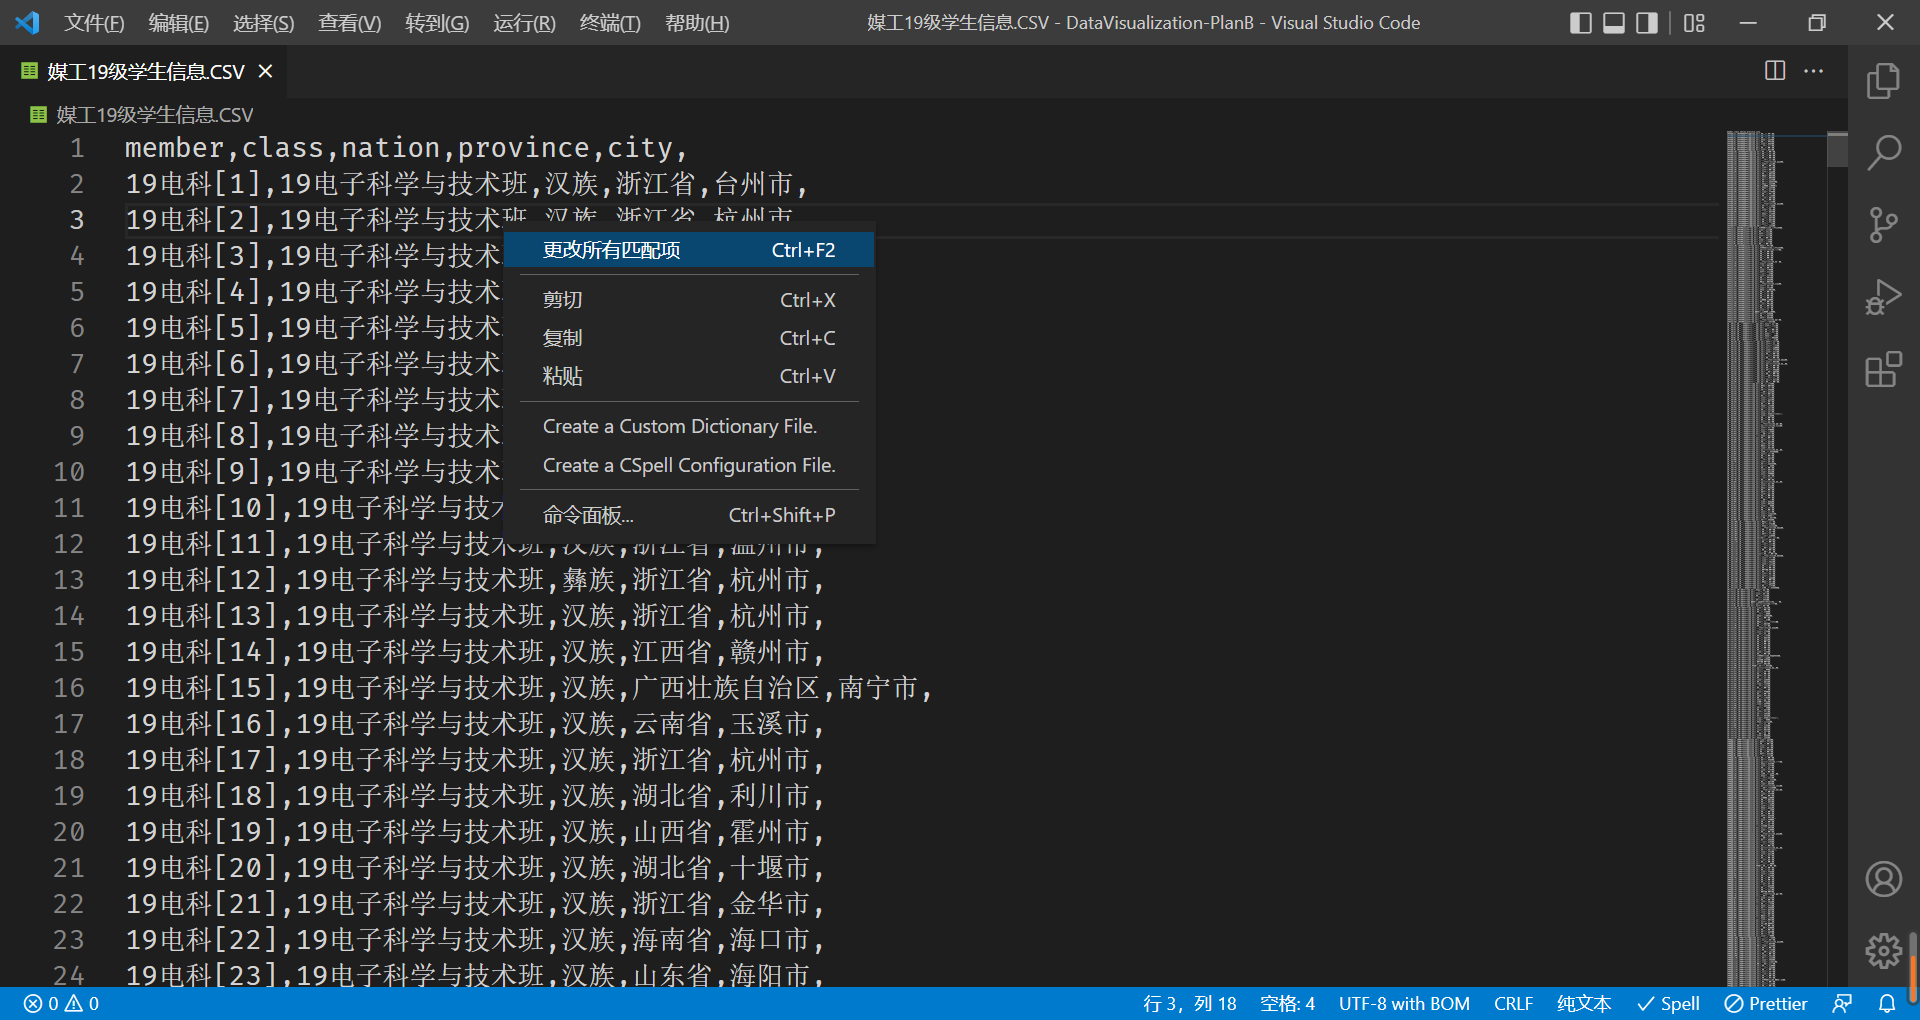 文件(F) 编辑(E) 选择(S) 查看(V) 转到(G) 运行(R) 终端(T) 帮助(H) 媒工19级学生信息.CSV - DataVisualization-PlanB - Visual Studio Code
媒工19级学生信息.CSV
媒工19级学生信息.CSV
1 member,class,nation,province,city,
2 19电科[1],19电子科学与技术班,汉族,浙江省,台州市,
3 19电科[2],19电子科学与技术班,汉族,浙江省,杭州市,
4 19电科[3],19电子科学与技术
5 19电科[4],19电子科学与技术
6 19电科[5],19电子科学与技术
7 19电科[6],19电子科学与技术
8 19电科[7],19电子科学与技术
9 19电科[8],19电子科学与技术
10 19电科[9],19电子科学与技术
11 19电科[10],19电子科学与技
12 19电科[11],19电子科学与技术班,汉族,浙江省,温州市,
13 19电科[12],19电子科学与技术班,彝族,浙江省,杭州市,
14 19电科[13],19电子科学与技术班,汉族,浙江省,杭州市,
15 19电科[14],19电子科学与技术班,汉族,江西省,赣州市,
16 19电科[15],19电子科学与技术班,汉族,广西壮族自治区,南宁市,
17 19电科[16],19电子科学与技术班,汉族,云南省,玉溪市,
18 19电科[17],19电子科学与技术班,汉族,浙江省,杭州市,
19 19电科[18],19电子科学与技术班,汉族,湖北省,利川市,
20 19电科[19],19电子科学与技术班,汉族,山西省,霍州市,
21 19电科[20],19电子科学与技术班,汉族,湖北省,十堰市,
22 19电科[21],19电子科学与技术班,汉族,浙江省,金华市,
23 19电科[22],19电子科学与技术班,汉族,海南省,海口市,
24 19电科[23],19电子科学与技术班,汉族,山东省,海阳市,
更改所有匹配项 Ctrl+F2
剪切 Ctrl+X
复制 Ctrl+C
粘贴 Ctrl+V
Create a Custom Dictionary File.
Create a CSpell Configuration File.
命令面板... Ctrl+Shift+P
0 0 行 3，列 18 空格: 4 UTF-8 with BOM CRLF 纯文本 Spell Prettier